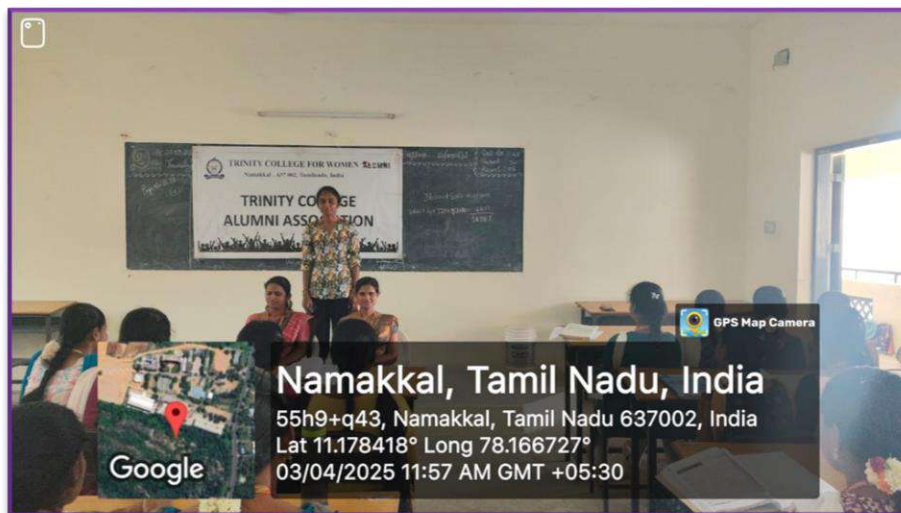 TRINITY COLLEGE FOR WOMEN
Namakkal - 637 002, Tamilnadu, India
TRINITY COLLEGE
ALUMNI ASSOCIATION
GPS Map Camera
Namakkal, Tamil Nadu, India
55h9+q43, Namakkal, Tamil Nadu 637002, India
Lat 11.178418° Long 78.166727°
03/04/2025 11:57 AM GMT +05:30
Google